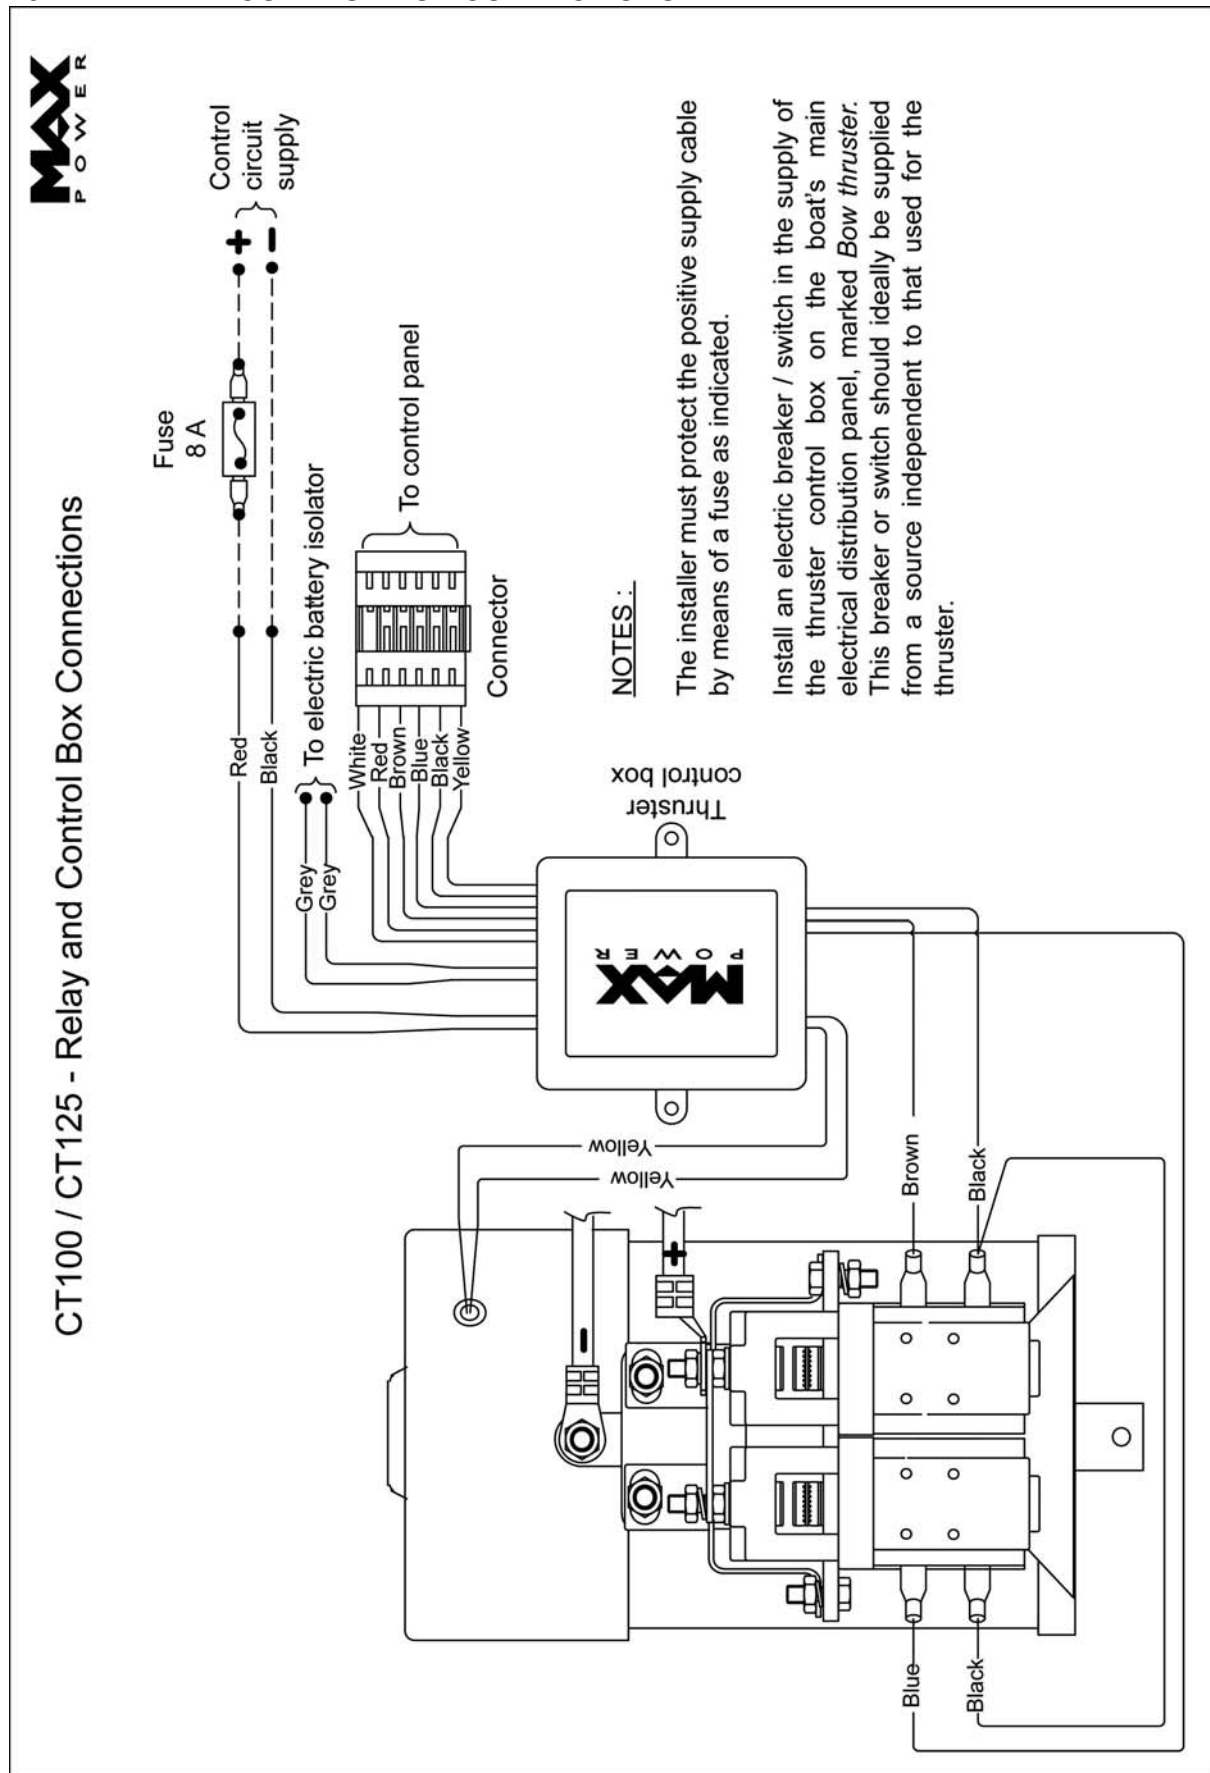 MAX
POWER
CT100 / CT125 - Relay and Control Box Connections
Control
circuit
supply
+
-
Fuse
8 A
Red
Black
To electric battery isolator
Grey
Grey
To control panel
White
Red
Brown
Blue
Black
Yellow
Connector
Thruster
control box
MAX
POWER
Yellow
Yellow
-
+
Brown
Black
Blue
Black
NOTES :
The installer must protect the positive supply cable
by means of a fuse as indicated.
Install an electric breaker / switch in the supply of
the thruster control box on the boat's main
electrical distribution panel, marked Bow thruster.
This breaker or switch should ideally be supplied
from a source independent to that used for the
thruster.